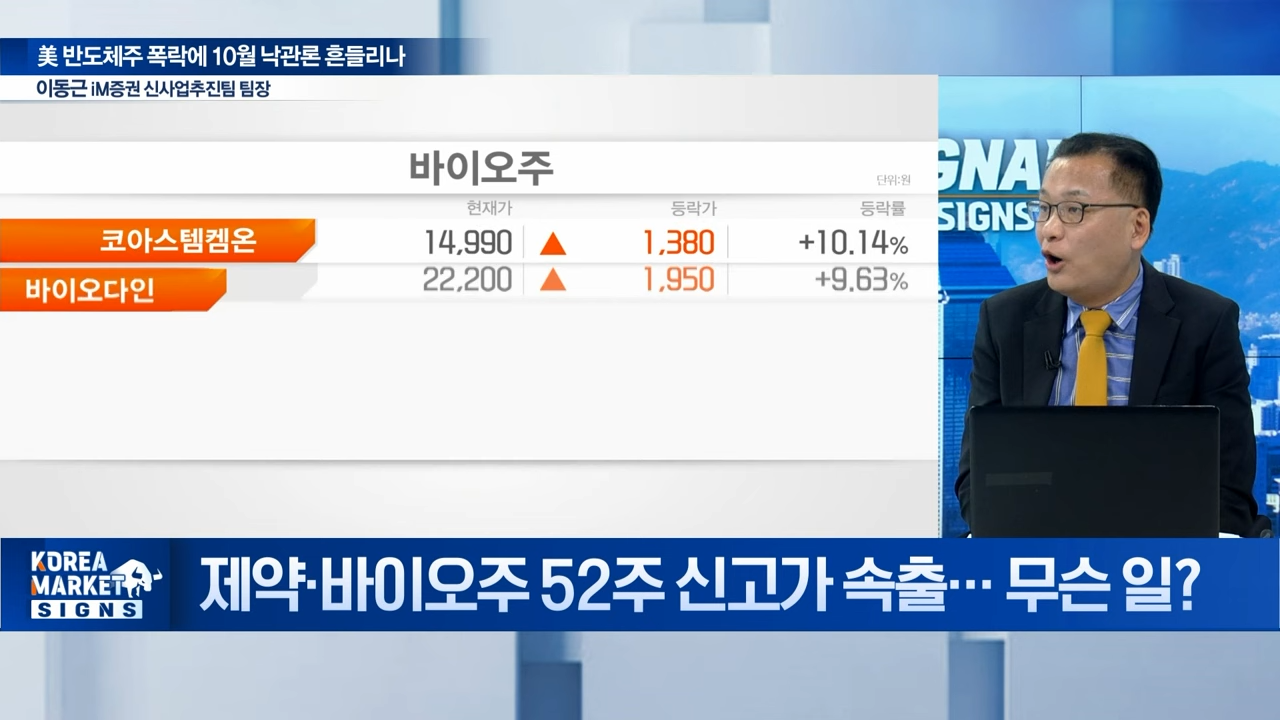 美 반도체주 폭락에 10월 낙관론 흔들리나
이동근 iM증권 신사업추진팀 팀장
바이오주
단위:원
현재가 등락가 등락률
코아스템켐온 14,990 ▲ 1,380 +10.14%
바이오다인 22,200 ▲ 1,950 +9.63%
GNA
SIGNS
KOREA
MARKET
SIGNS
제약·바이오주 52주 신고가 속출… 무슨 일?